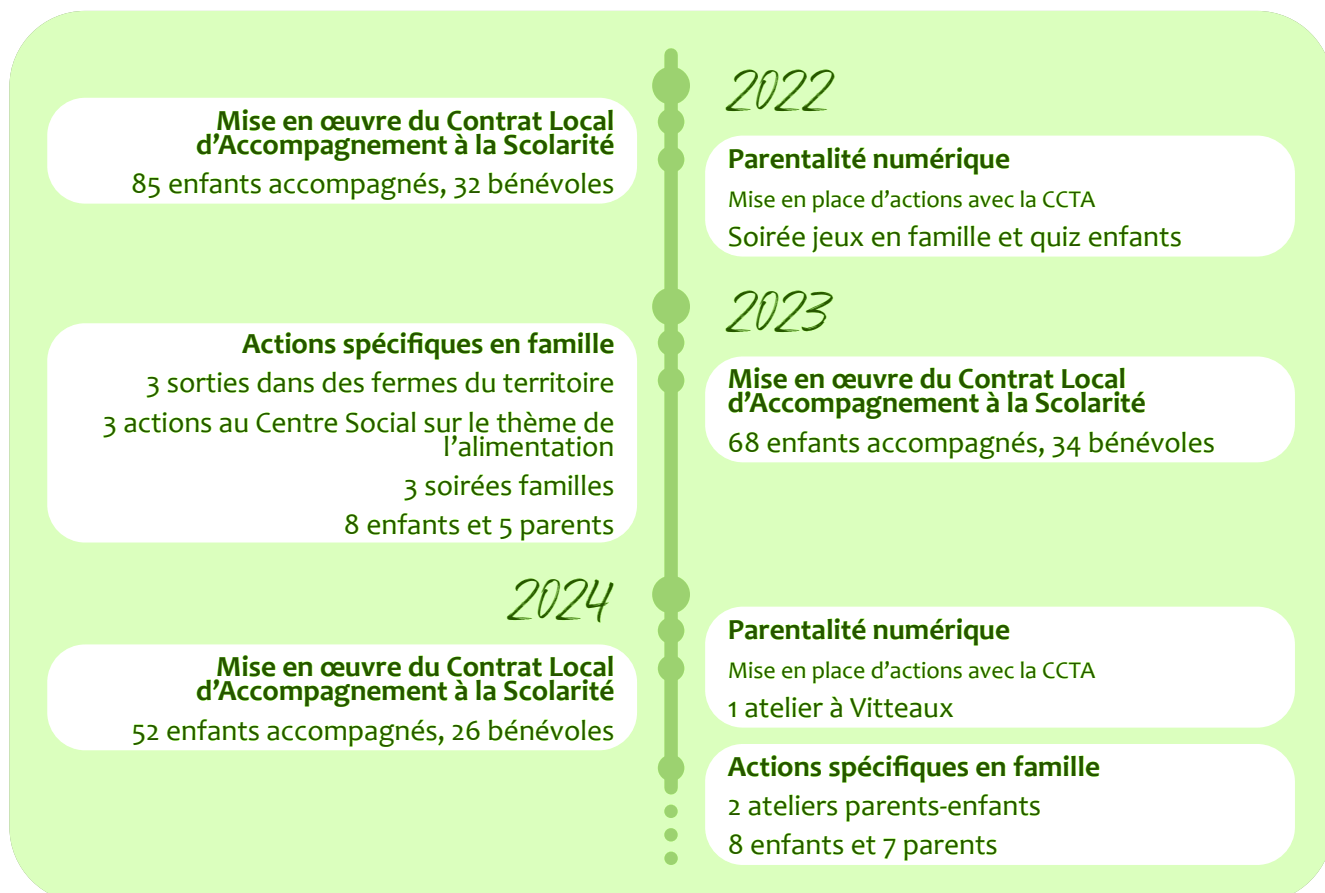 2022
Mise en œuvre du Contrat Local
d'Accompagnement à la Scolarité
85 enfants accompagnés, 32 bénévoles
Parentalité numérique
Mise en place d'actions avec la CCTA
Soirée jeux en famille et quiz enfants
2023
Actions spécifiques en famille
3 sorties dans des fermes du territoire
3 actions au Centre Social sur le thème de
l'alimentation
3 soirées familles
8 enfants et 5 parents
Mise en œuvre du Contrat Local
d'Accompagnement à la Scolarité
68 enfants accompagnés, 34 bénévoles
2024
Mise en œuvre du Contrat Local
d'Accompagnement à la Scolarité
52 enfants accompagnés, 26 bénévoles
Parentalité numérique
Mise en place d'actions avec la CCTA
1 atelier à Vitteaux
Actions spécifiques en famille
2 ateliers parents-enfants
8 enfants et 7 parents